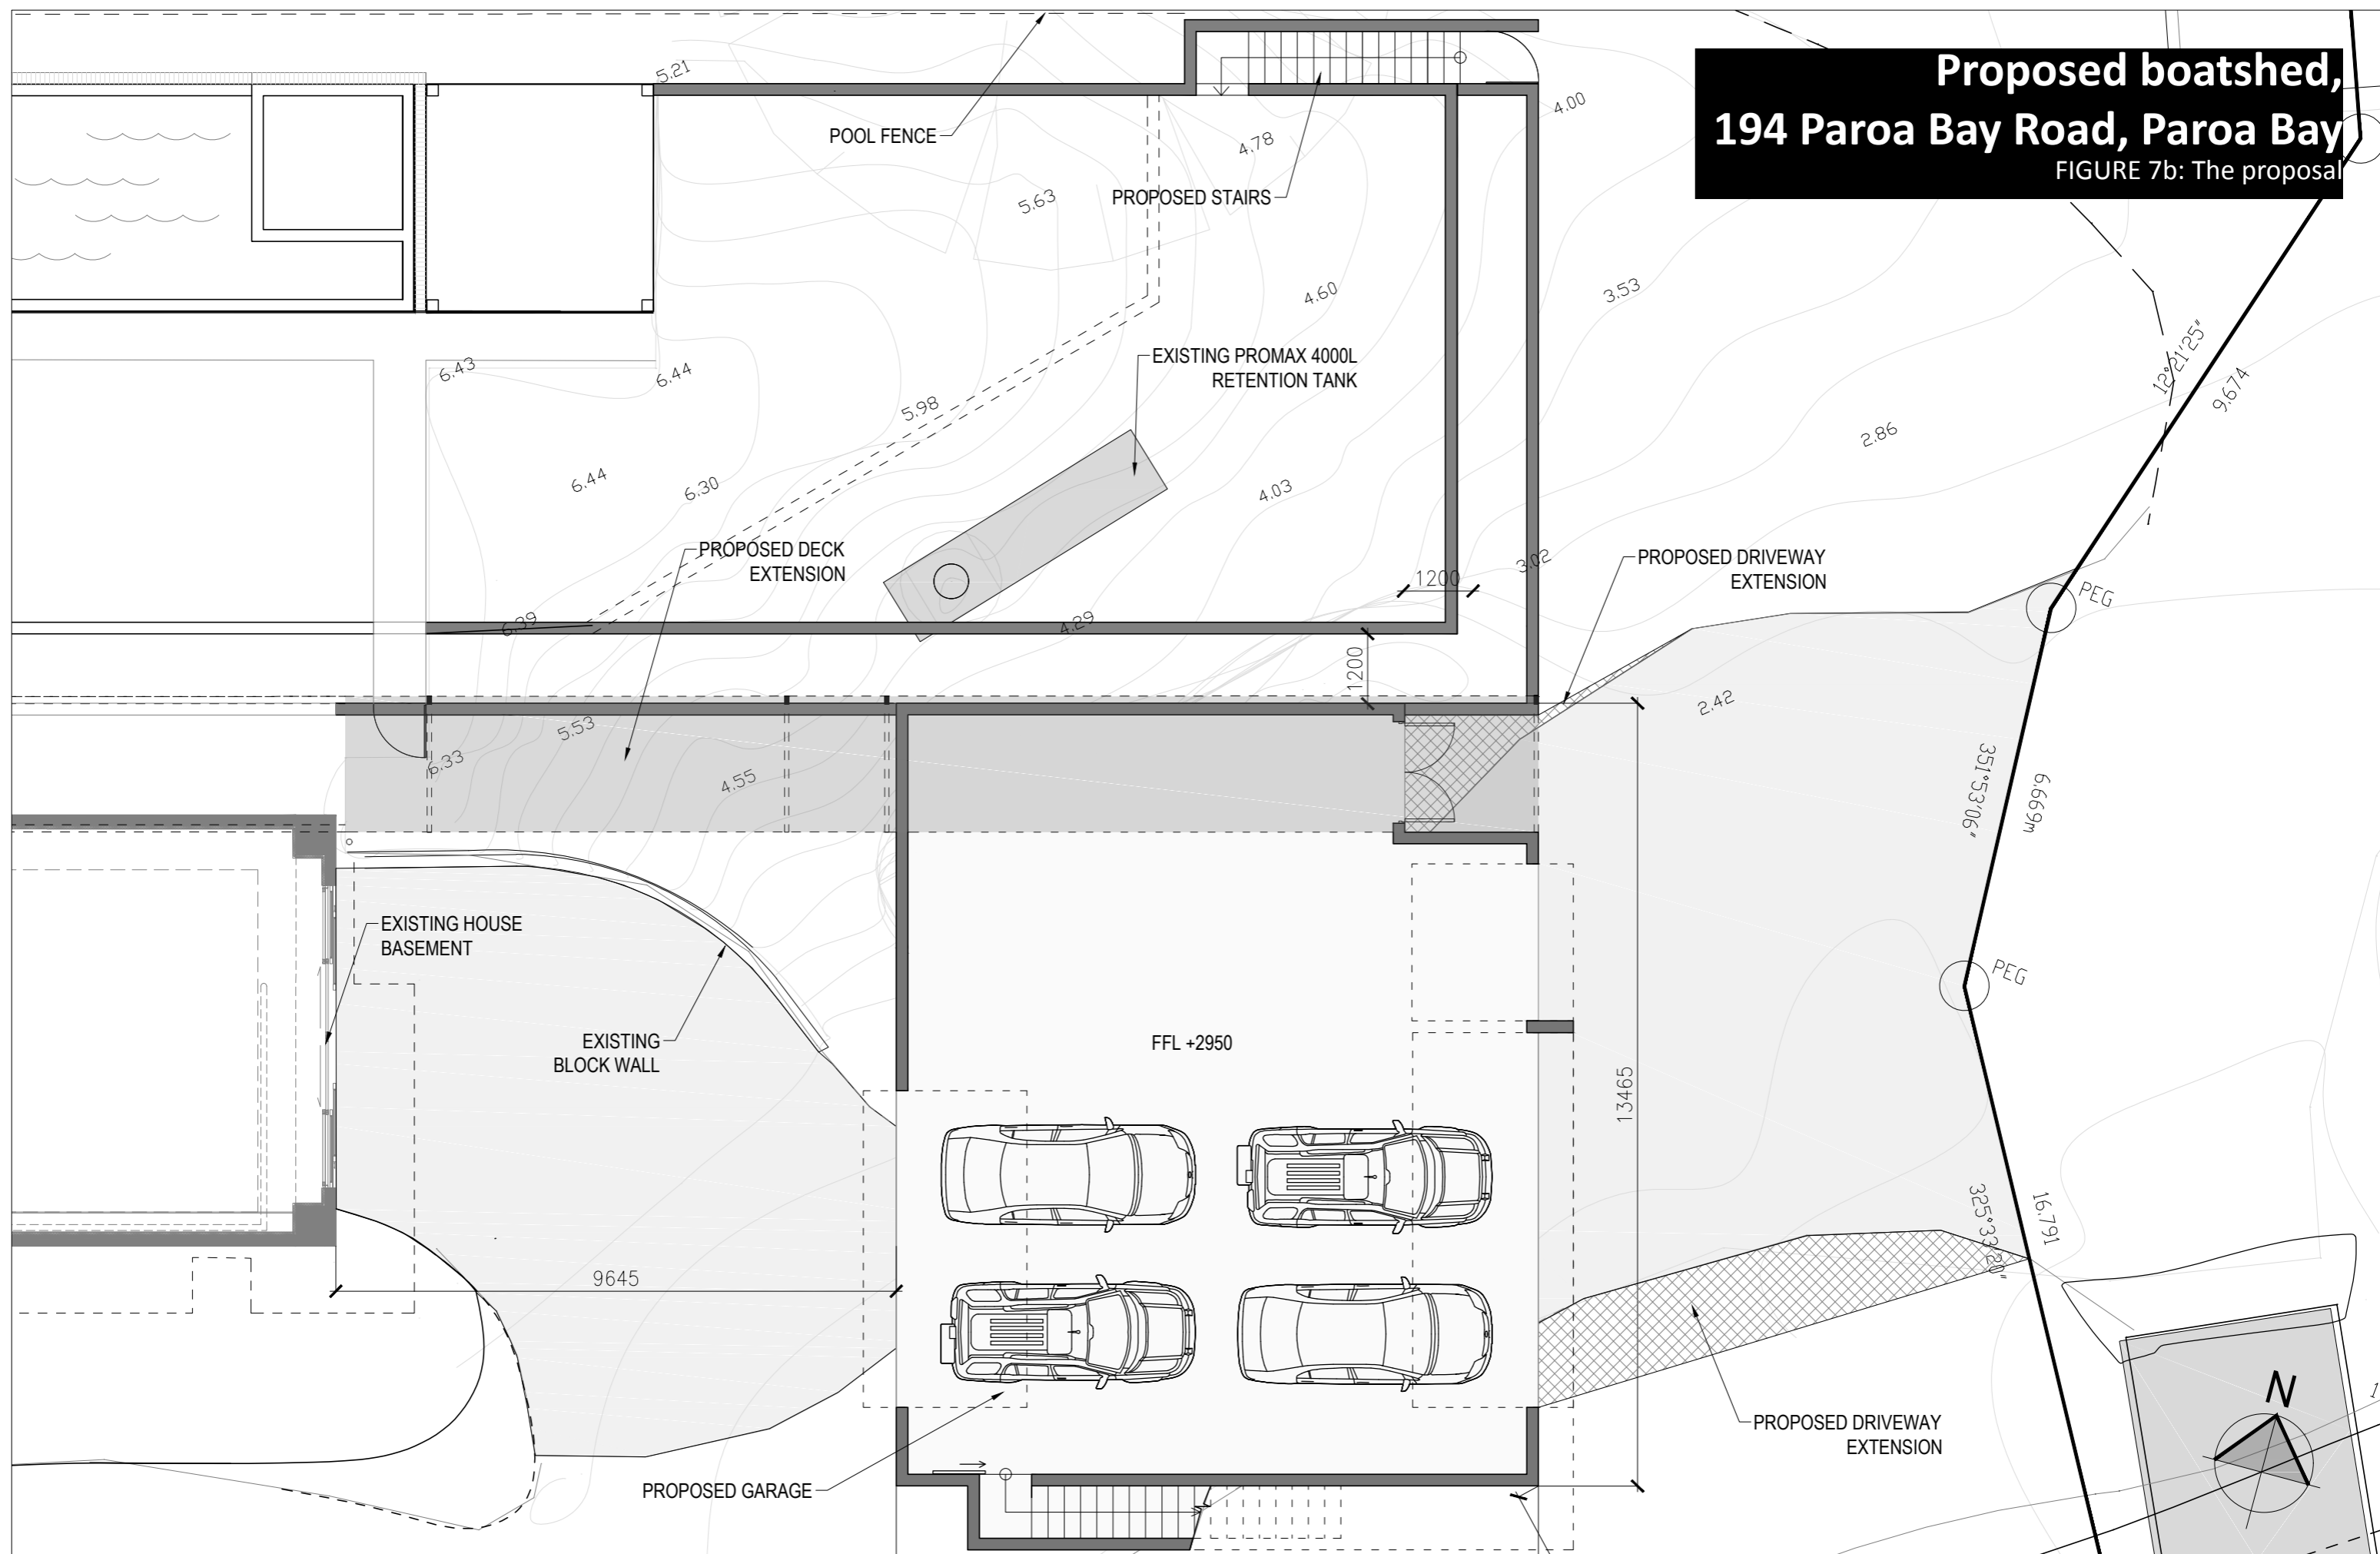 Proposed boatshed,
194 Paroa Bay Road, Paroa Bay
FIGURE 7b: The proposal
5.21
POOL FENCE
4.00
4.78
PROPOSED STAIRS
5.63
4.60
3.53
EXISTING PROMAX 4000L
RETENTION TANK
6.43
6.44
5.98
12°21'25"
9.674
2.86
6.44
6.30
4.03
PROPOSED DECK
EXTENSION
1200
3.02
PROPOSED DRIVEWAY
EXTENSION
PEG
6.39
4.29
1200
2.42
5.53
6.33
4.55
351°53'06"
6.669m
EXISTING HOUSE
BASEMENT
PEG
EXISTING
BLOCK WALL
FFL +2950
13465
325°33'20"
16.791
9645
PROPOSED GARAGE
PROPOSED DRIVEWAY
EXTENSION
N